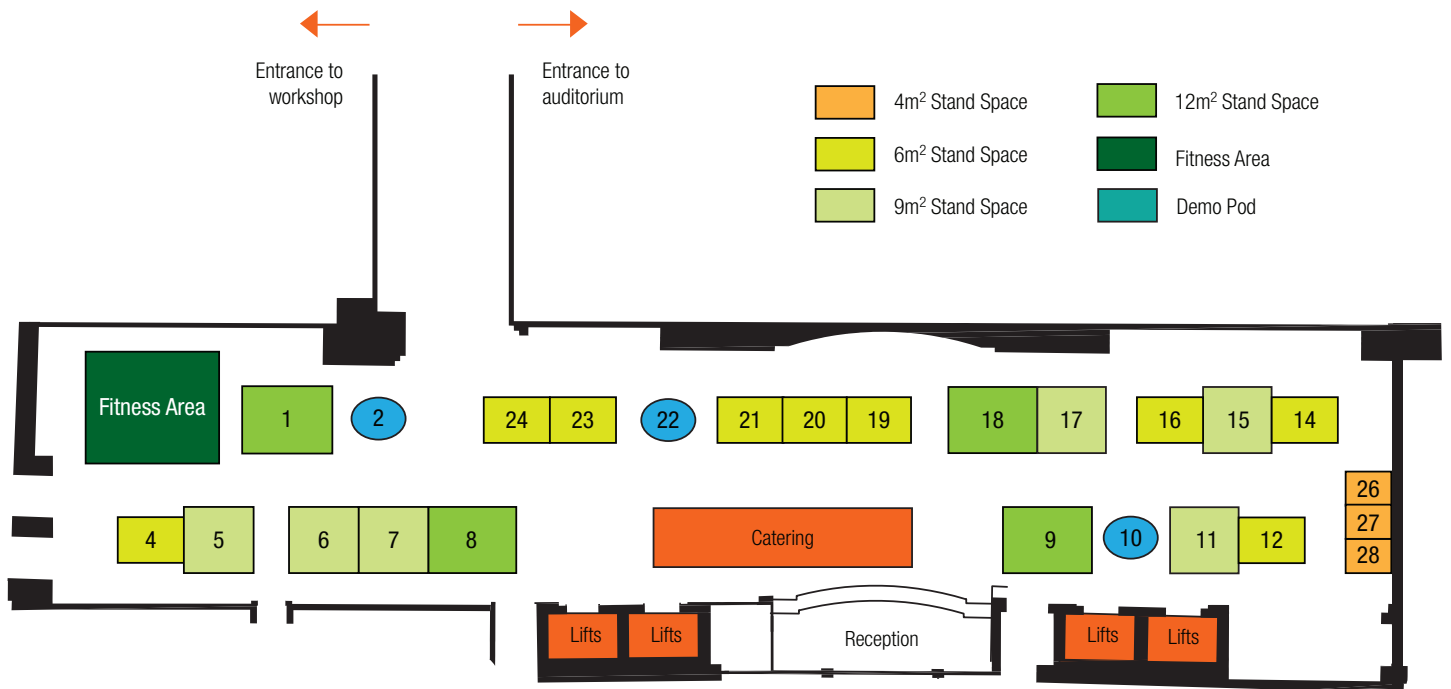 Entrance to
workshop
Entrance to
auditorium
4m² Stand Space
12m² Stand Space
6m² Stand Space
Fitness Area
9m² Stand Space
Demo Pod
Fitness Area
1
2
24
23
22
21
20
19
18
17
16
15
14
26
27
28
4
5
6
7
8
Catering
9
10
11
12
Lifts
Lifts
Reception
Lifts
Lifts